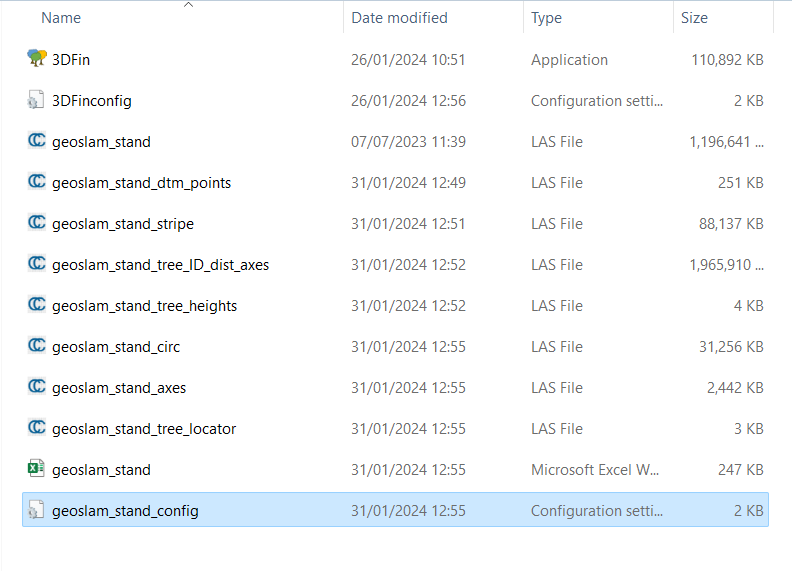 Name Date modified Type Size
3DFin 26/01/2024 10:51 Application 110,892 KB
3DFinconfig 26/01/2024 12:56 Configuration setti... 2 KB
geoslam_stand 07/07/2023 11:39 LAS File 1,196,641 ...
geoslam_stand_dtm_points 31/01/2024 12:49 LAS File 251 KB
geoslam_stand_stripe 31/01/2024 12:51 LAS File 88,137 KB
geoslam_stand_tree_ID_dist_axes 31/01/2024 12:52 LAS File 1,965,910 ...
geoslam_stand_tree_heights 31/01/2024 12:52 LAS File 4 KB
geoslam_stand_circ 31/01/2024 12:55 LAS File 31,256 KB
geoslam_stand_axes 31/01/2024 12:55 LAS File 2,442 KB
geoslam_stand_tree_locator 31/01/2024 12:55 LAS File 3 KB
geoslam_stand 31/01/2024 12:55 Microsoft Excel W... 247 KB
geoslam_stand_config 31/01/2024 12:55 Configuration setti... 2 KB